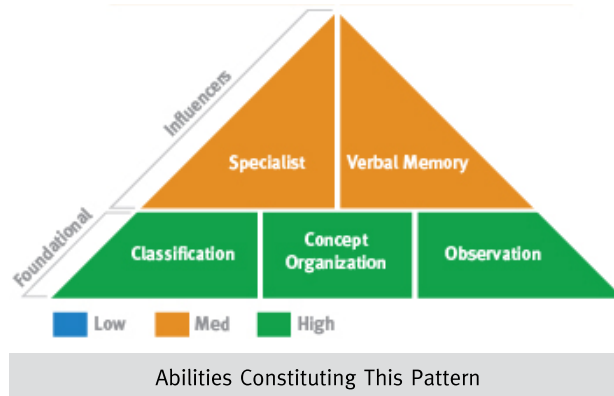 Influencers
Specialist
Verbal Memory
Foundational
Classification
Concept
Organization
Observation
Low
Med
High
Abilities Constituting This Pattern